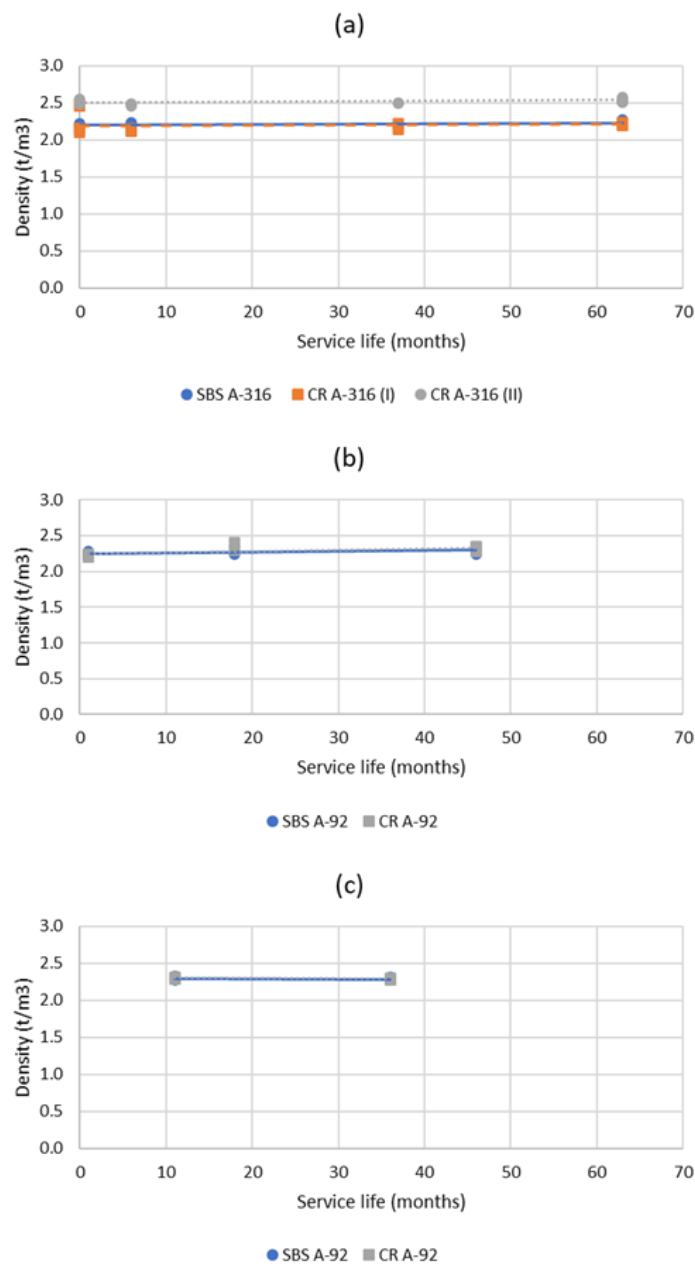 (a)
3.0
2.5
2.0
1.5
1.0
0.5
0.0
Density (t/m3)
0 10 20 30 40 50 60 70
Service life (months)
SBS A-316 CR A-316 (I) CR A-316 (II)
(b)
3.0
2.5
2.0
1.5
1.0
0.5
0.0
Density (t/m3)
0 10 20 30 40 50 60 70
Service life (months)
SBS A-92 CR A-92
(c)
3.0
2.5
2.0
1.5
1.0
0.5
0.0
Density (t/m3)
0 10 20 30 40 50 60 70
Service life (months)
SBS A-92 CR A-92